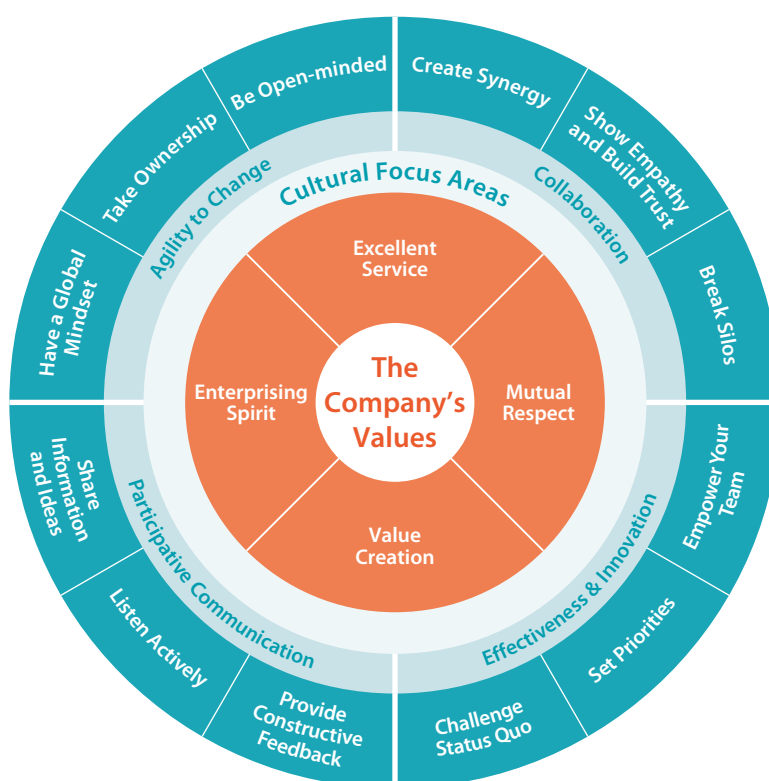 Be Open-minded
Create Synergy
Take Ownership
Show Empathy
and Build Trust
Have a Global
Mindset
Break Silos
Agility to Change
Cultural Focus Areas
Collaboration
Excellent
Service
Enterprising
Spirit
The
Company's
Values
Mutual
Respect
Value
Creation
Share
Information
and Ideas
Participative Communication
Effectiveness & Innovation
Empower Your
Team
Listen Actively
Set Priorities
Provide
Constructive
Feedback
Challenge
Status Quo